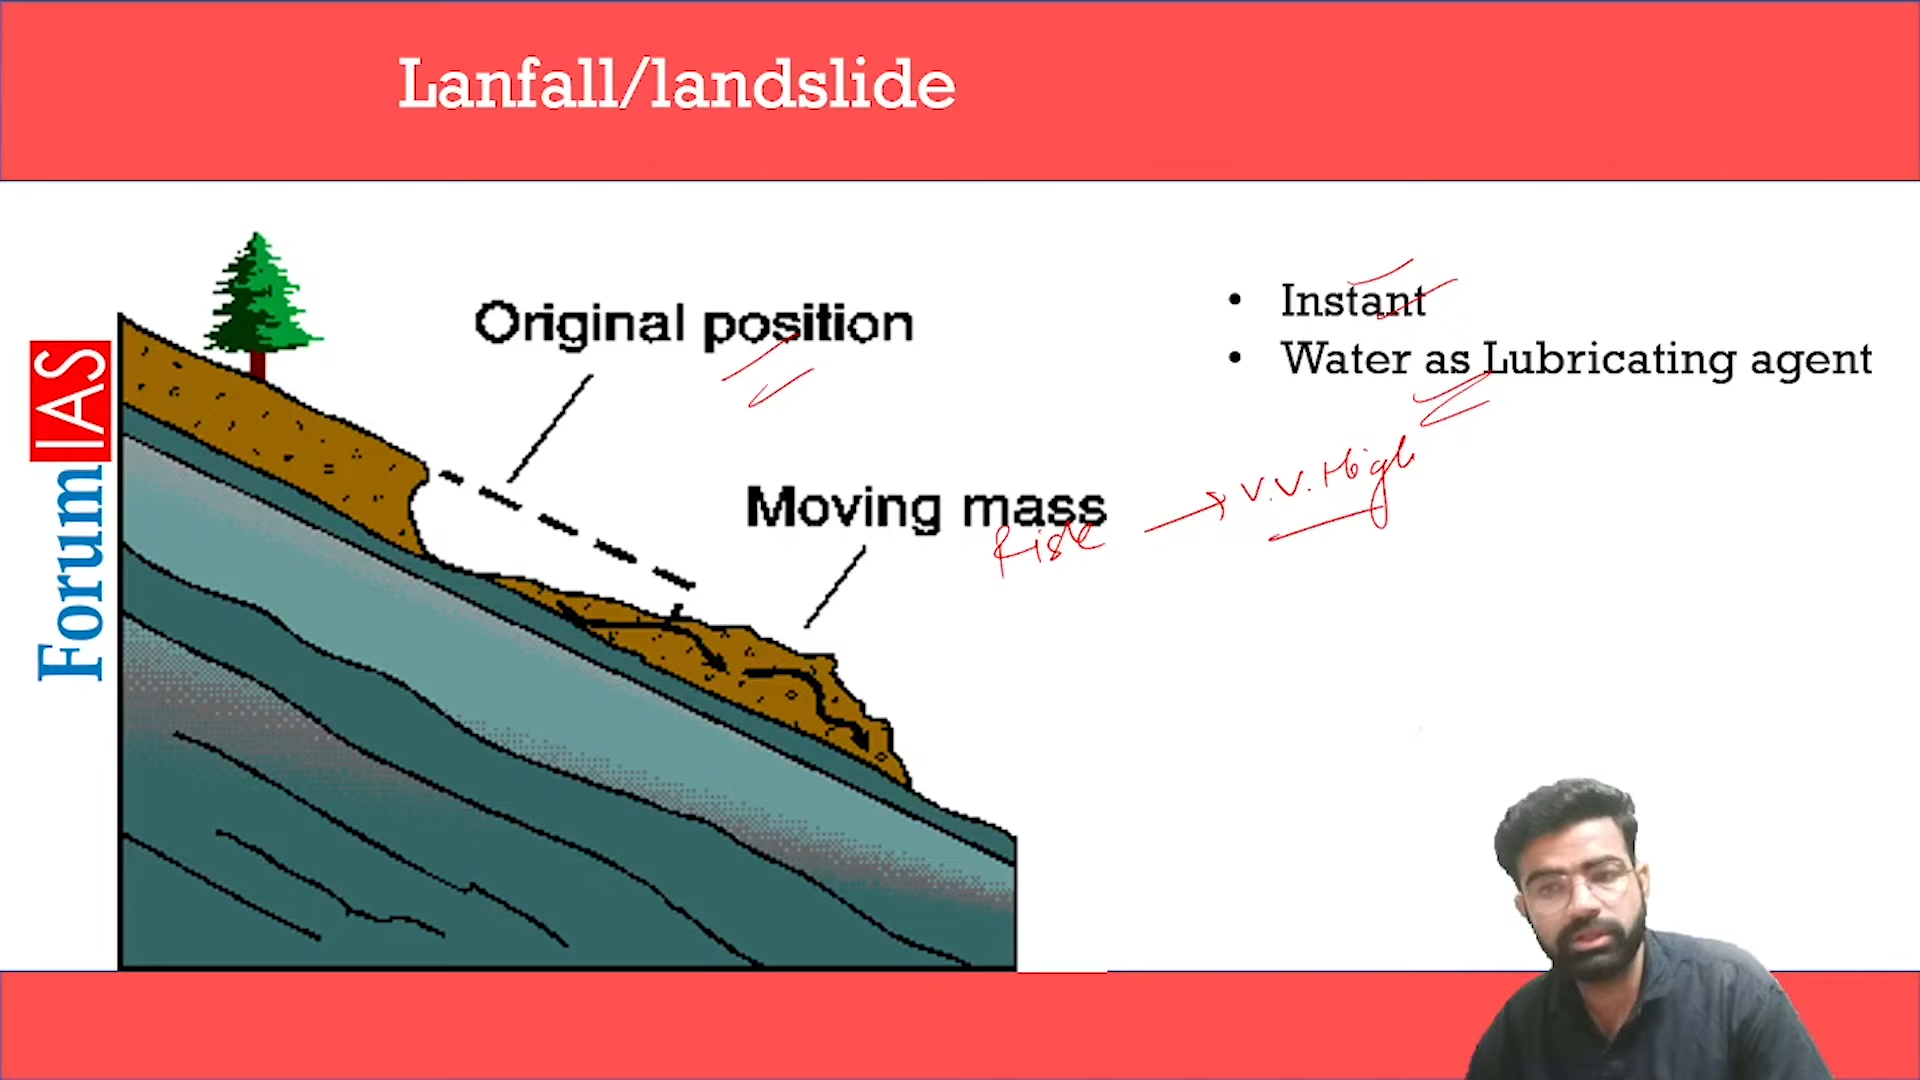 Lanfall/landslide
Forum IAS
Original position
Moving mass
• Instant
• Water as Lubricating agent
Risk → V.V. High